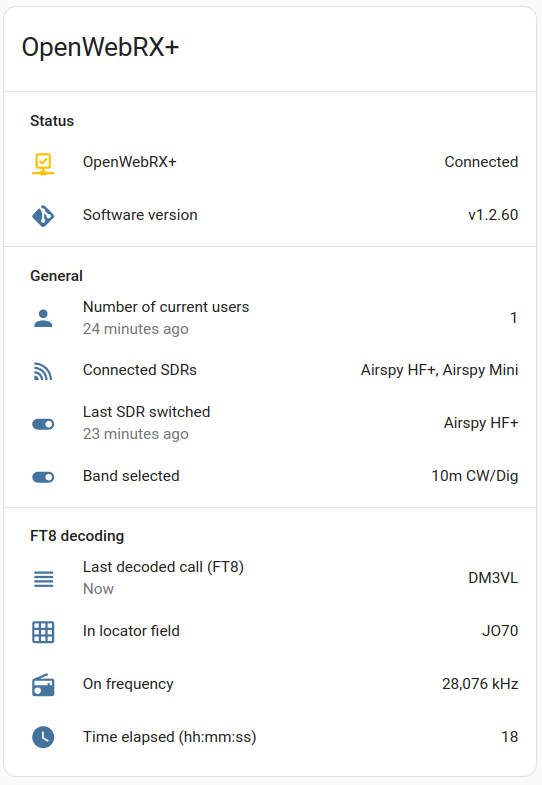 OpenWebRX+
Status
OpenWebRX+ Connected
Software version v1.2.60
General
Number of current users
24 minutes ago
1
Connected SDRs Airspy HF+, Airspy Mini
Last SDR switched
23 minutes ago
Airspy HF+
Band selected 10m CW/Dig
FT8 decoding
Last decoded call (FT8)
Now
DM3VL
In locator field JO70
On frequency 28,076 kHz
Time elapsed (hh:mm:ss) 18